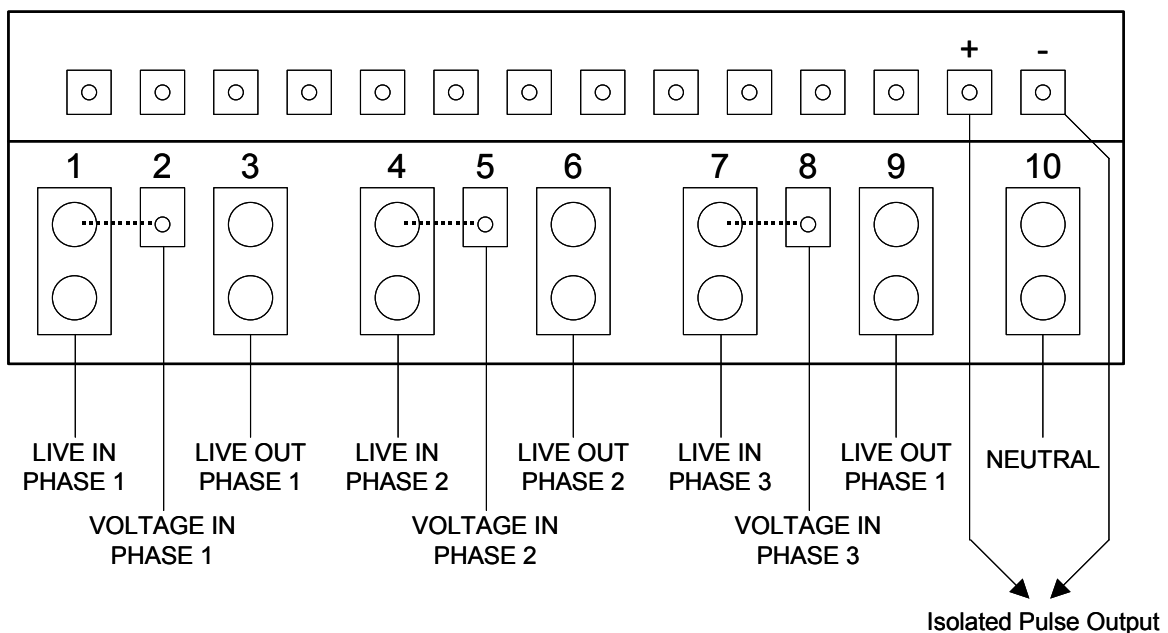 + -
1 2 3 4 5 6 7 8 9 10
LIVE IN
PHASE 1
LIVE OUT
PHASE 1
LIVE IN
PHASE 2
LIVE OUT
PHASE 2
LIVE IN
PHASE 3
LIVE OUT
PHASE 1
NEUTRAL
VOLTAGE IN
PHASE 1
VOLTAGE IN
PHASE 2
VOLTAGE IN
PHASE 3
Isolated Pulse Output